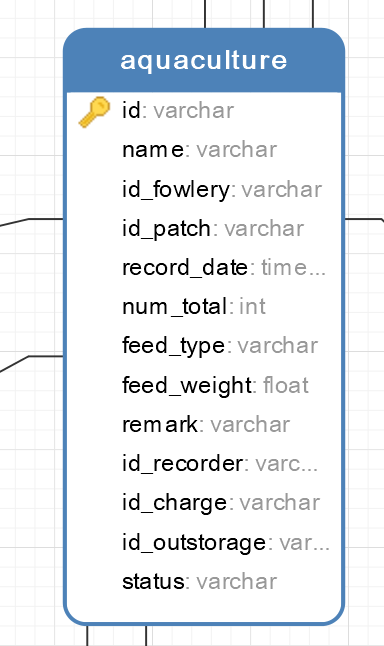 aquaculture
id: varchar
name: varchar
id_fowlery: varchar
id_patch: varchar
record_date: time...
num_total: int
feed_type: varchar
feed_weight: float
remark: varchar
id_recorder: varc...
id_charge: varchar
id_outstorage: var...
status: varchar